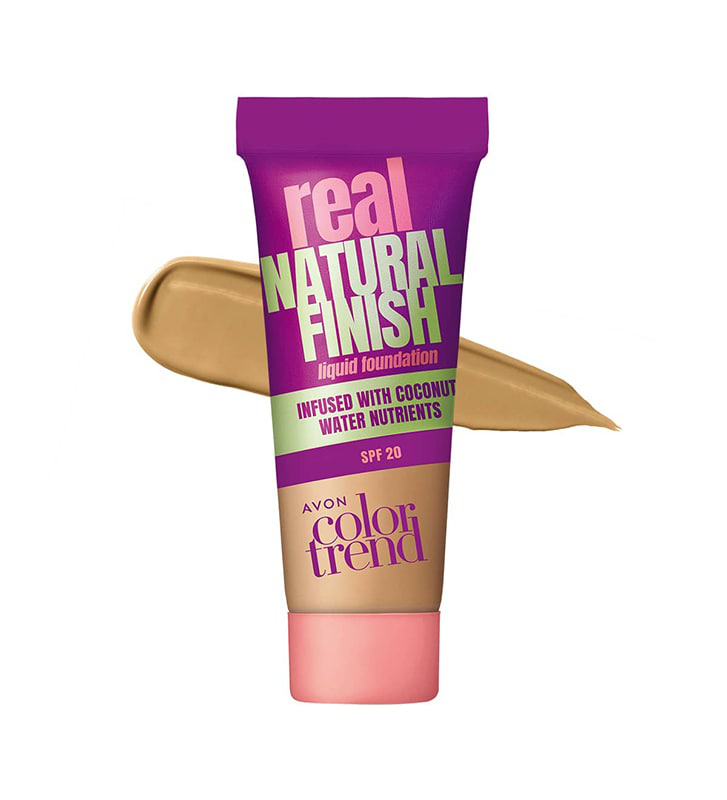 real
NATURAL
FINISH
liquid foundation
INFUSED WITH COCONUT
WATER NUTRIENTS
SPF 20
AVON
color
trend